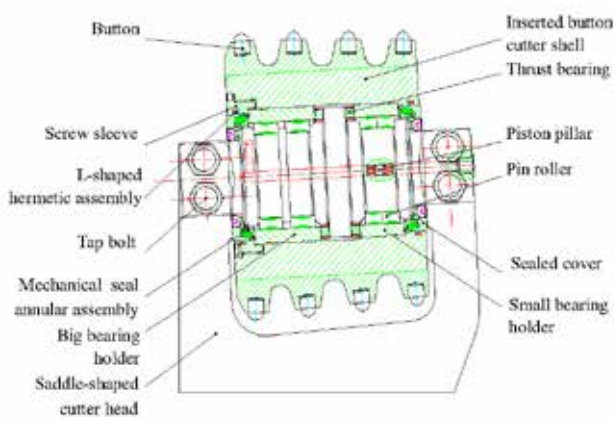 Button
Screw sleeve
L-shaped
hermetic assembly
Tap bolt
Mechanical seal
annular assembly
Big bearing
holder
Saddle-shaped
cutter head
Inserted button
cutter shell
Thrust bearing
Piston pillar
Pin roller
Sealed cover
Small bearing
holder